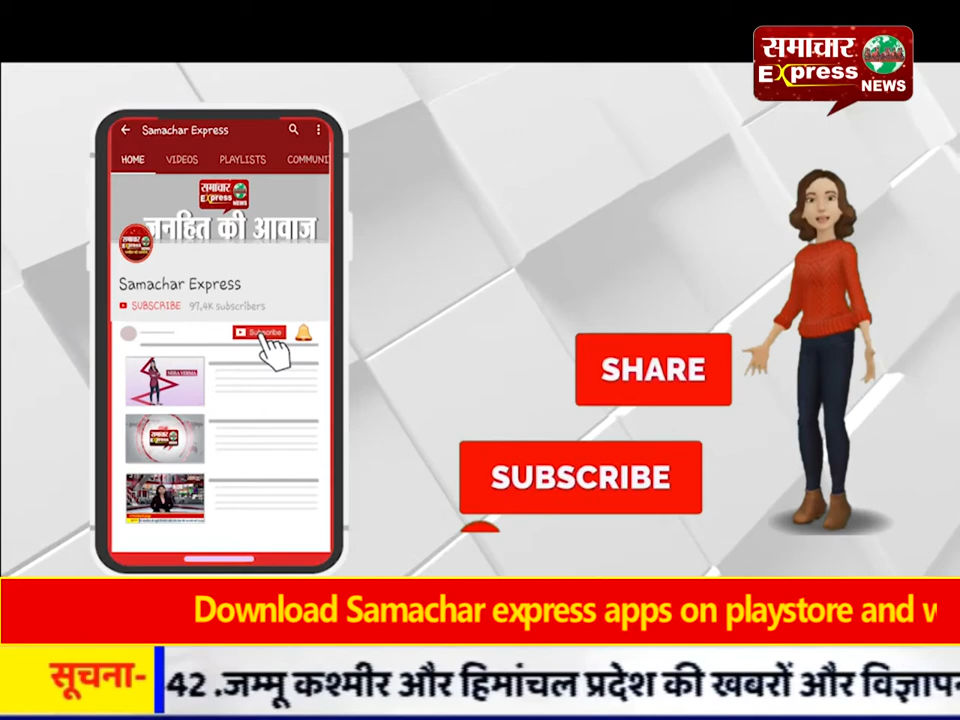 समाचार
Express
NEWS
Samachar Express
HOME VIDEOS PLAYLISTS COMMUNI
समाचार
Express
NEWS
जनहित की आवाज
Samachar Express
SUBSCRIBE 97.4K subscribers
Subscribe
SHARE
SUBSCRIBE
Download Samachar express apps on playstore and w
सूचना-
42 .जम्मू कश्मीर और हिमांचल प्रदेश की खबरों और विज्ञापन